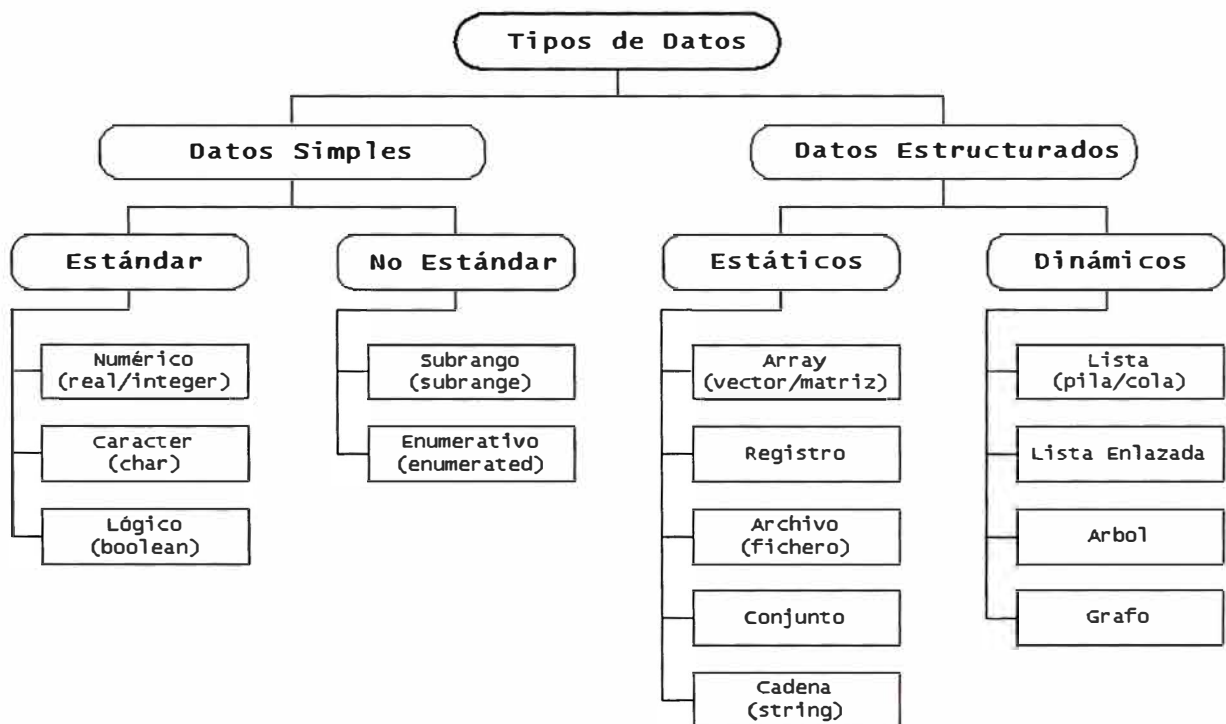 Tipos de Datos
Datos Simples
Datos Estructurados
Estándar
No Estándar
Estáticos
Dinámicos
Numérico
(real/integer)
Caracter
(char)
Lógico
(boolean)
Subrango
(subrange)
Enumerativo
(enumerated)
Array
(vector/matriz)
Registro
Archivo
(fichero)
Conjunto
Cadena
(string)
Lista
(pila/cola)
Lista Enlazada
Arbol
Grafo